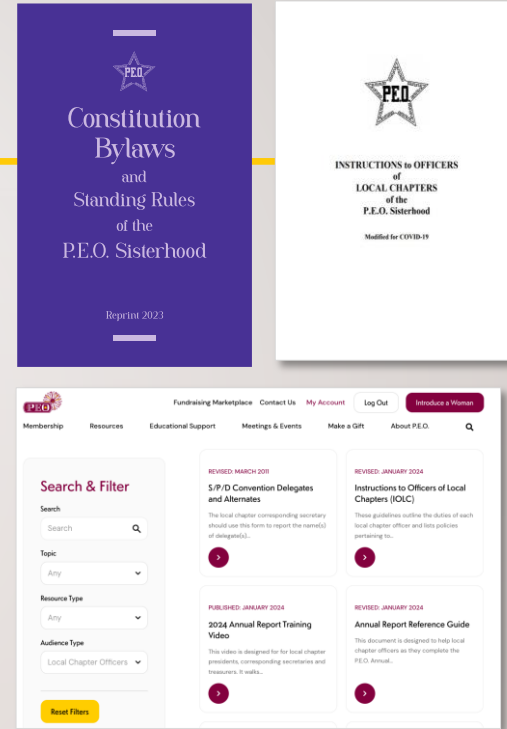 PEO
Constitution
Bylaws
and
Standing Rules
of the
P.E.O. Sisterhood
Reprint 2023
PEO
INSTRUCTIONS to OFFICERS
of
LOCAL CHAPTERS
of the
P.E.O. Sisterhood
Modified for COVID-19
PEO
Fundraising Marketplace Contact Us My Account Log Out Introduce a Woman
Membership Resources Educational Support Meetings & Events Make a Gift About P.E.O.
Search & Filter
Search
Search
Topic
Any
Resource Type
Any
Audience Type
Local Chapter Officers
Reset Filters
REVISED: MARCH 2011
S/P/D Convention Delegates
and Alternates
The local chapter corresponding secretary
should use this form to report the name(s)
of delegate(s)...
REVISED: JANUARY 2024
Instructions to Officers of Local
Chapters (IOLC)
These guidelines outline the duties of each
local chapter officer and lists policies
pertaining to...
PUBLISHED: JANUARY 2024
2024 Annual Report Training
Video
This video is designed for for local chapter
presidents, corresponding secretaries and
treasurers. It walks...
REVISED: JANUARY 2024
Annual Report Reference Guide
This document is designed to help local
chapter officers as they complete the
P.E.O. Annual...